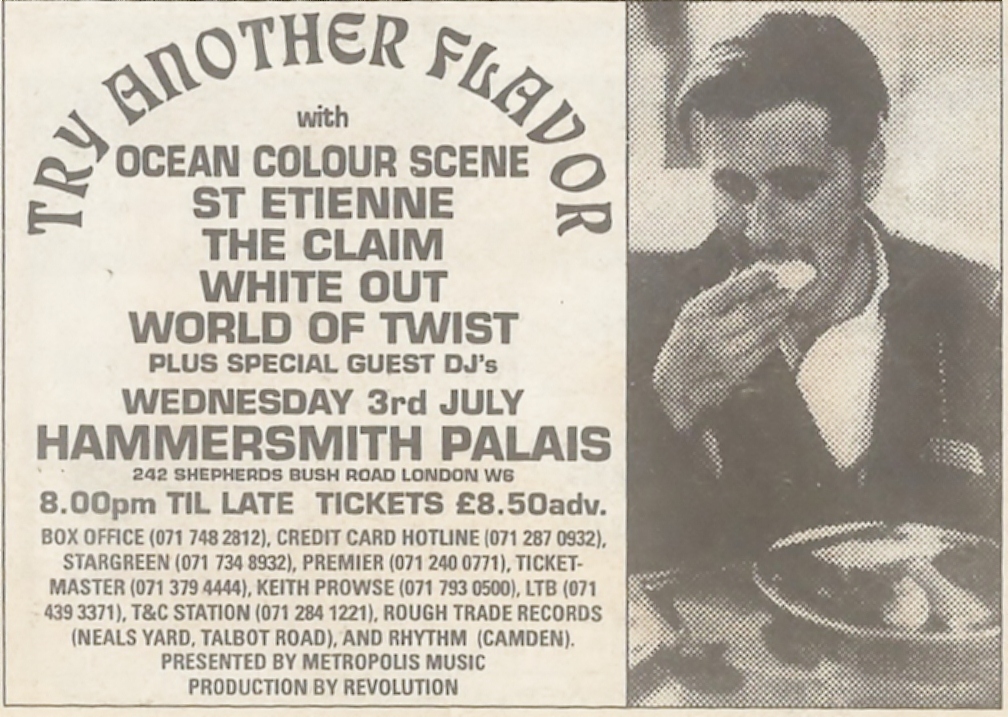 TRY ANOTHER FLAVOR
with
OCEAN COLOUR SCENE
ST ETIENNE
THE CLAIM
WHITE OUT
WORLD OF TWIST
PLUS SPECIAL GUEST DJ's
WEDNESDAY 3rd JULY
HAMMERSMITH PALAIS
242 SHEPHERDS BUSH ROAD LONDON W6
8.00pm TIL LATE TICKETS £8.50adv.
BOX OFFICE (071 748 2812), CREDIT CARD HOTLINE (071 287 0932),
STARGREEN (071 734 8932), PREMIER (071 240 0771), TICKET-
MASTER (071 379 4444), KEITH PROWSE (071 793 0500), LTB (071
439 3371), T&C STATION (071 284 1221), ROUGH TRADE RECORDS
(NEALS YARD, TALBOT ROAD), AND RHYTHM (CAMDEN).
PRESENTED BY METROPOLIS MUSIC
PRODUCTION BY REVOLUTION